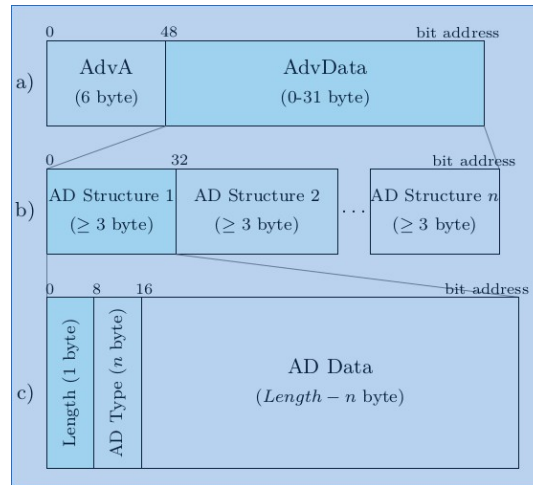 0 48 bit address
a) AdvA AdvData
(6 byte) (0-31 byte)
0 32 bit address
b) AD Structure 1 AD Structure 2 ... AD Structure n
(≥ 3 byte) (≥ 3 byte) (≥ 3 byte)
0 8 16 bit address
c) Length (1 byte)
AD Type (n byte)
AD Data
(Length − n byte)